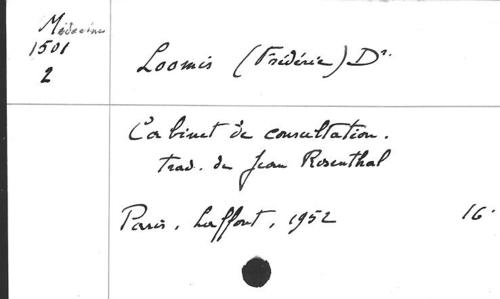 Médecine
1501
2
Loomis (Frédéric) Dr.
Cabinet de consultation.
trad. de Jean Rosenthal
Paris, Laffont, 1952 16°